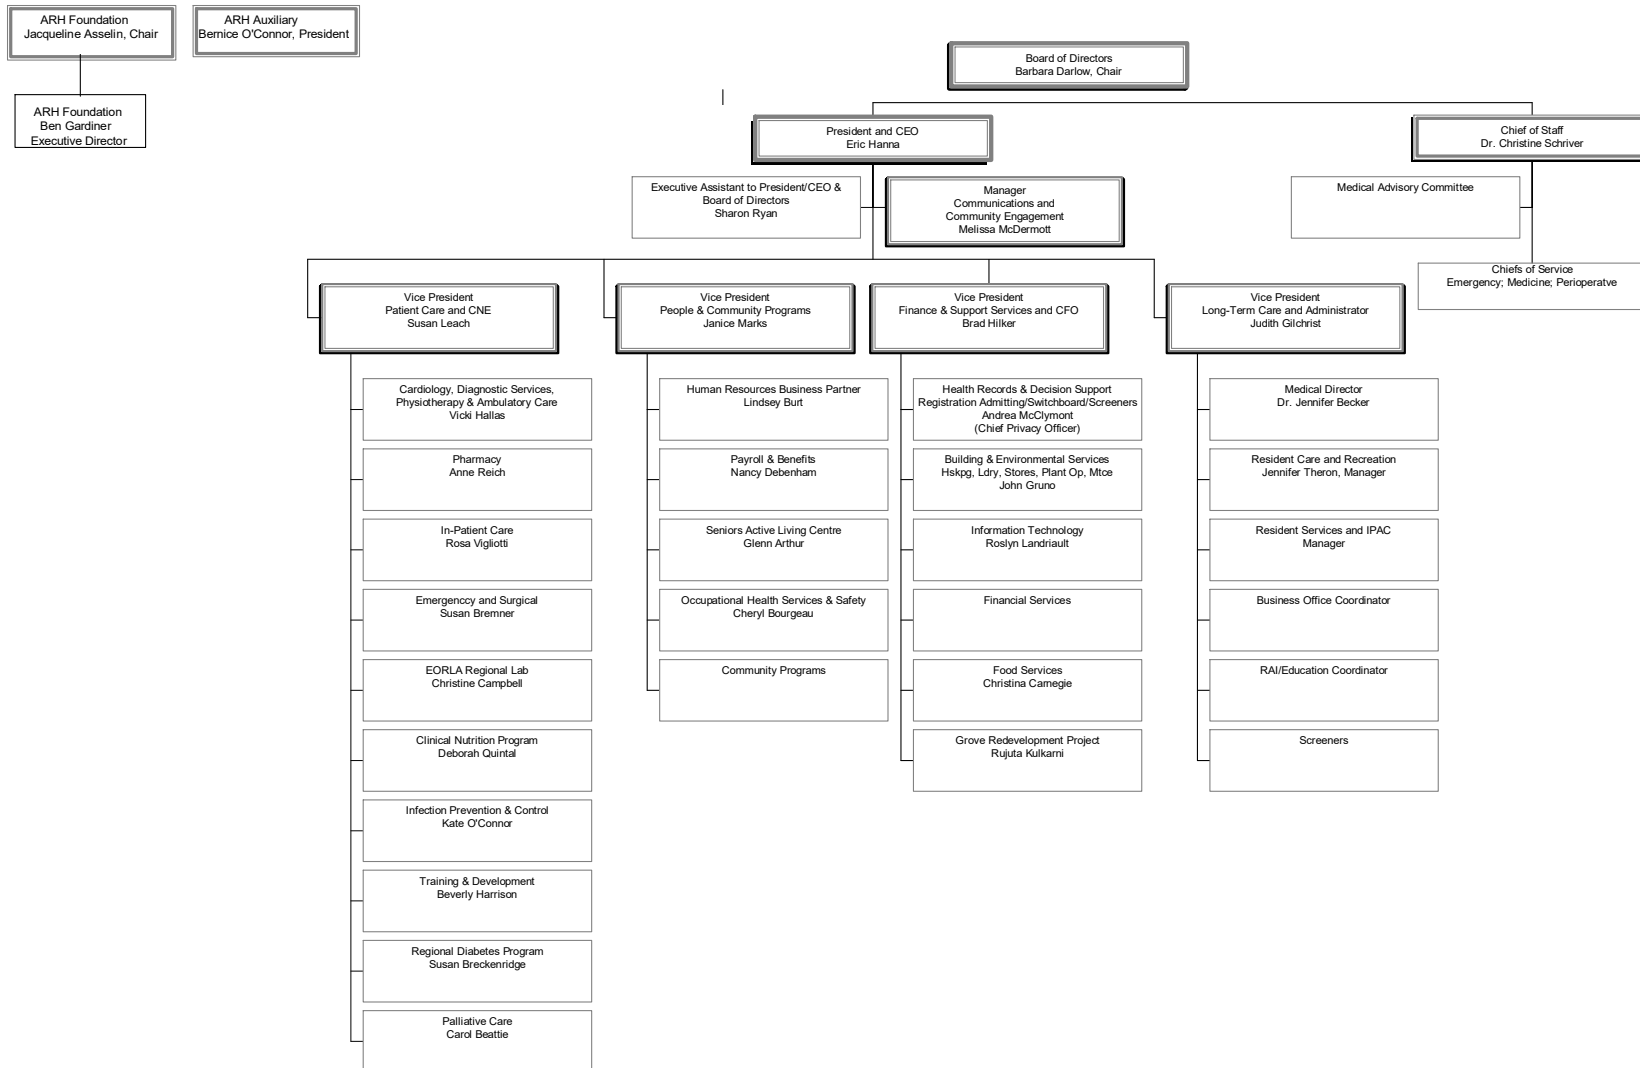 ARH Foundation
Jacqueline Asselin, Chair
ARH Auxiliary
Bernice O'Connor, President
ARH Foundation
Ben Gardiner
Executive Director
Board of Directors
Barbara Darlow, Chair
President and CEO
Eric Hanna
Chief of Staff
Dr. Christine Schriver
Executive Assistant to President/CEO &
Board of Directors
Sharon Ryan
Manager
Communications and
Community Engagement
Melissa McDermott
Medical Advisory Committee
Chiefs of Service
Emergency; Medicine; Perioperatve
Vice President
Patient Care and CNE
Susan Leach
Vice President
People & Community Programs
Janice Marks
Vice President
Finance & Support Services and CFO
Brad Hilker
Vice President
Long-Term Care and Administrator
Judith Gilchrist
Cardiology, Diagnostic Services,
Physiotherapy & Ambulatory Care
Vicki Hallas
Pharmacy
Anne Reich
In-Patient Care
Rosa Vigliotti
Emergenccy and Surgical
Susan Bremner
EORLA Regional Lab
Christine Campbell
Clinical Nutrition Program
Deborah Quintal
Infection Prevention & Control
Kate O'Connor
Training & Development
Beverly Harrison
Regional Diabetes Program
Susan Breckenridge
Palliative Care
Carol Beattie
Human Resources Business Partner
Lindsey Burt
Payroll & Benefits
Nancy Debenham
Seniors Active Living Centre
Glenn Arthur
Occupational Health Services & Safety
Cheryl Bourgeau
Community Programs
Health Records & Decision Support
Registration Admitting/Switchboard/Screeners
Andrea McClymont
(Chief Privacy Officer)
Building & Environmental Services
Hskpg, Ldry, Stores, Plant Op, Mtce
John Gruno
Information Technology
Roslyn Landriault
Financial Services
Food Services
Christina Carnegie
Grove Redevelopment Project
Rujuta Kulkarni
Medical Director
Dr. Jennifer Becker
Resident Care and Recreation
Jennifer Theron, Manager
Resident Services and IPAC
Manager
Business Office Coordinator
RAI/Education Coordinator
Screeners